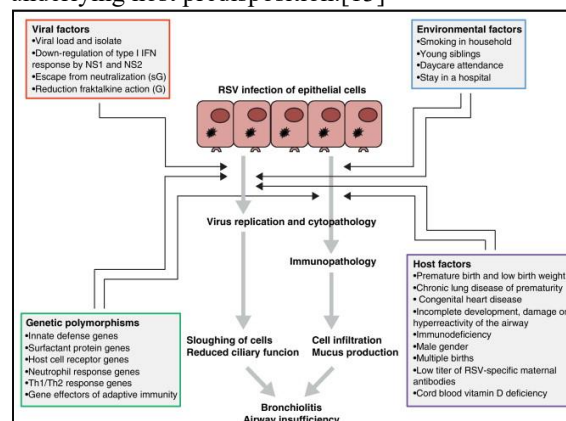 underlying host predisposition.[15]
Viral factors
•Viral load and isolate
•Down-regulation of type I IFN
response by NS1 and NS2
•Escape from neutralization (sG)
•Reduction fraktalkine action (G)
Environmental factors
•Smoking in household
•Young siblings
•Daycare attendance
•Stay in a hospital
RSV infection of epithelial cells
Virus replication and cytopathology
Immunopathology
Genetic polymorphisms
•Innate defense genes
•Surfactant protein genes
•Host cell receptor genes
•Neutrophil response genes
•Th1/Th2 response genes
•Gene effectors of adaptive immunity
Sloughing of cells
Reduced ciliary funcion
Cell infiltration
Mucus production
Host factors
•Premature birth and low birth weight
•Chronic lung disease of prematurity
• Congenital heart disease
•Incomplete development, damage or
hyperreactivity of the airway
•Immunodeficiency
•Male gender
•Multiple births
•Low titer of RSV-specific maternal
antibodies
•Cord blood vitamin D deficiency
Bronchiolitis
Airway insufficiency